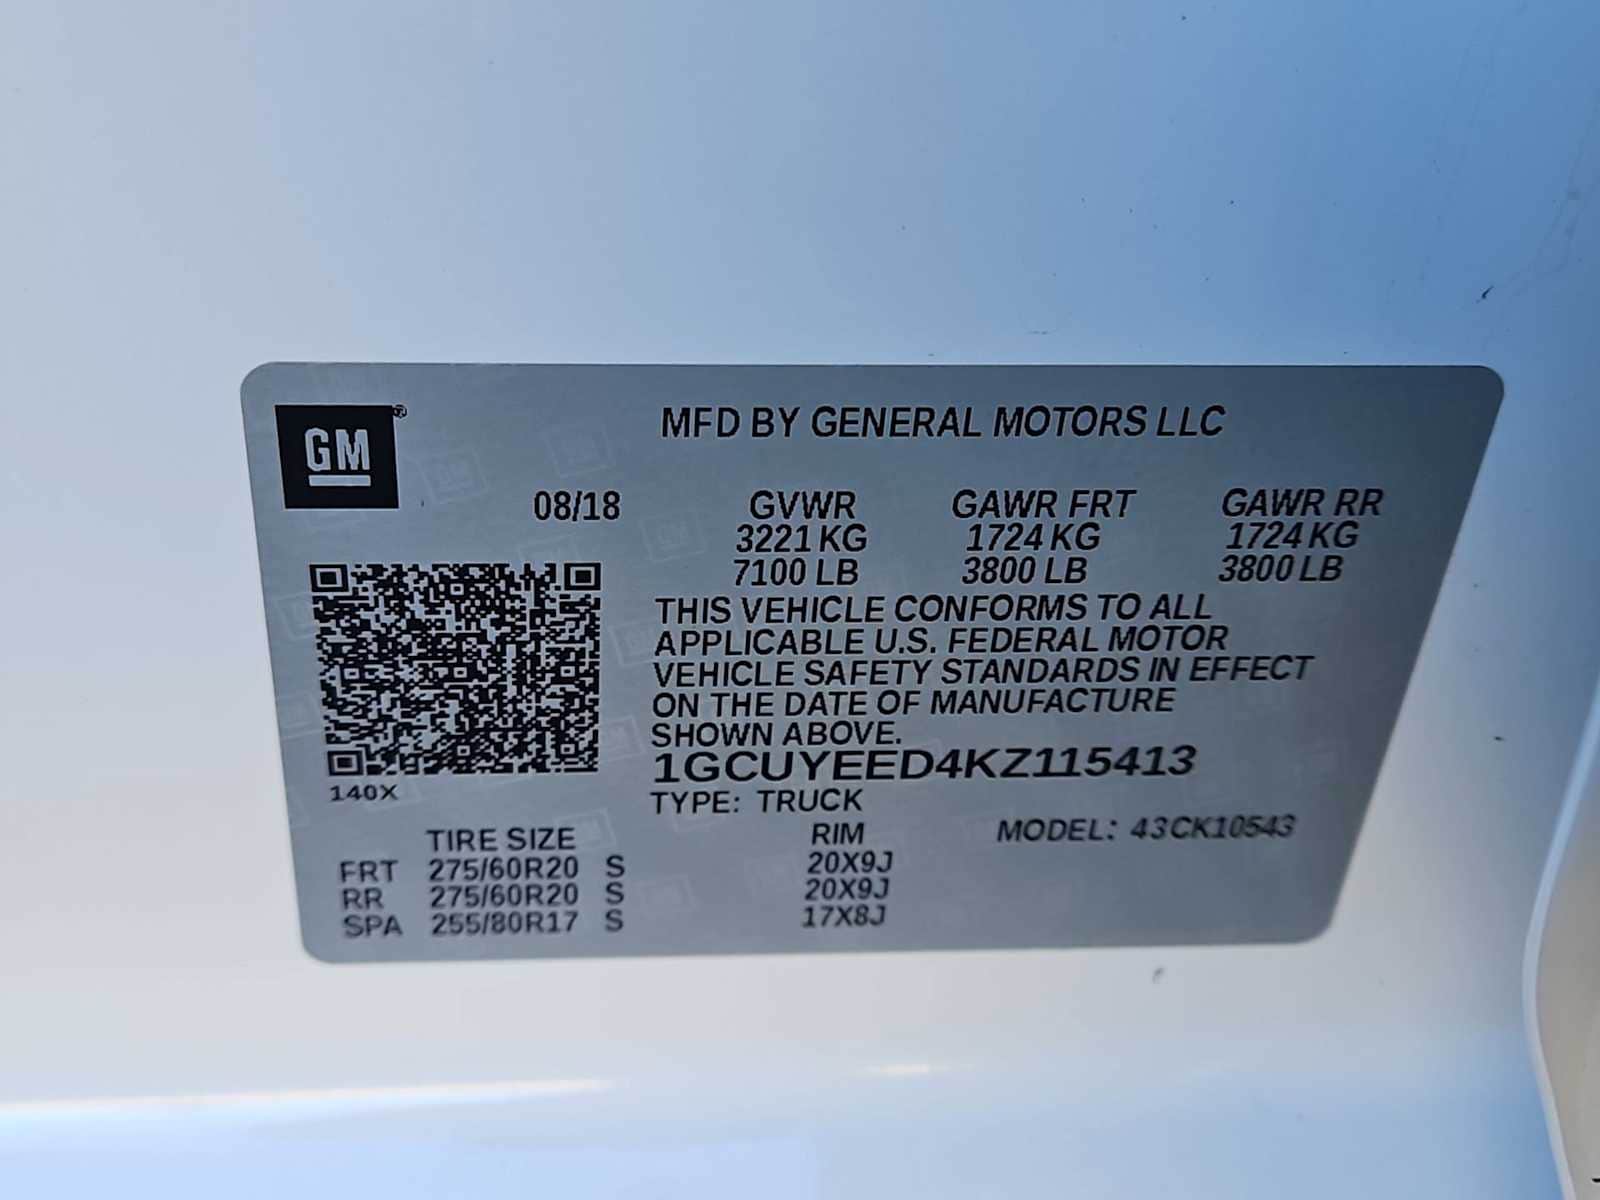 GM®
MFD BY GENERAL MOTORS LLC
08/18 GVWR GAWR FRT GAWR RR
3221 KG 1724 KG 1724 KG
7100 LB 3800 LB 3800 LB
THIS VEHICLE CONFORMS TO ALL
APPLICABLE U.S. FEDERAL MOTOR
VEHICLE SAFETY STANDARDS IN EFFECT
ON THE DATE OF MANUFACTURE
SHOWN ABOVE.
1GCUYEED4KZ115413
140X
TYPE: TRUCK
TIRE SIZE RIM MODEL: 43CK10543
FRT 275/60R20 S 20X9J
RR 275/60R20 S 20X9J
SPA 255/80R17 S 17X8J